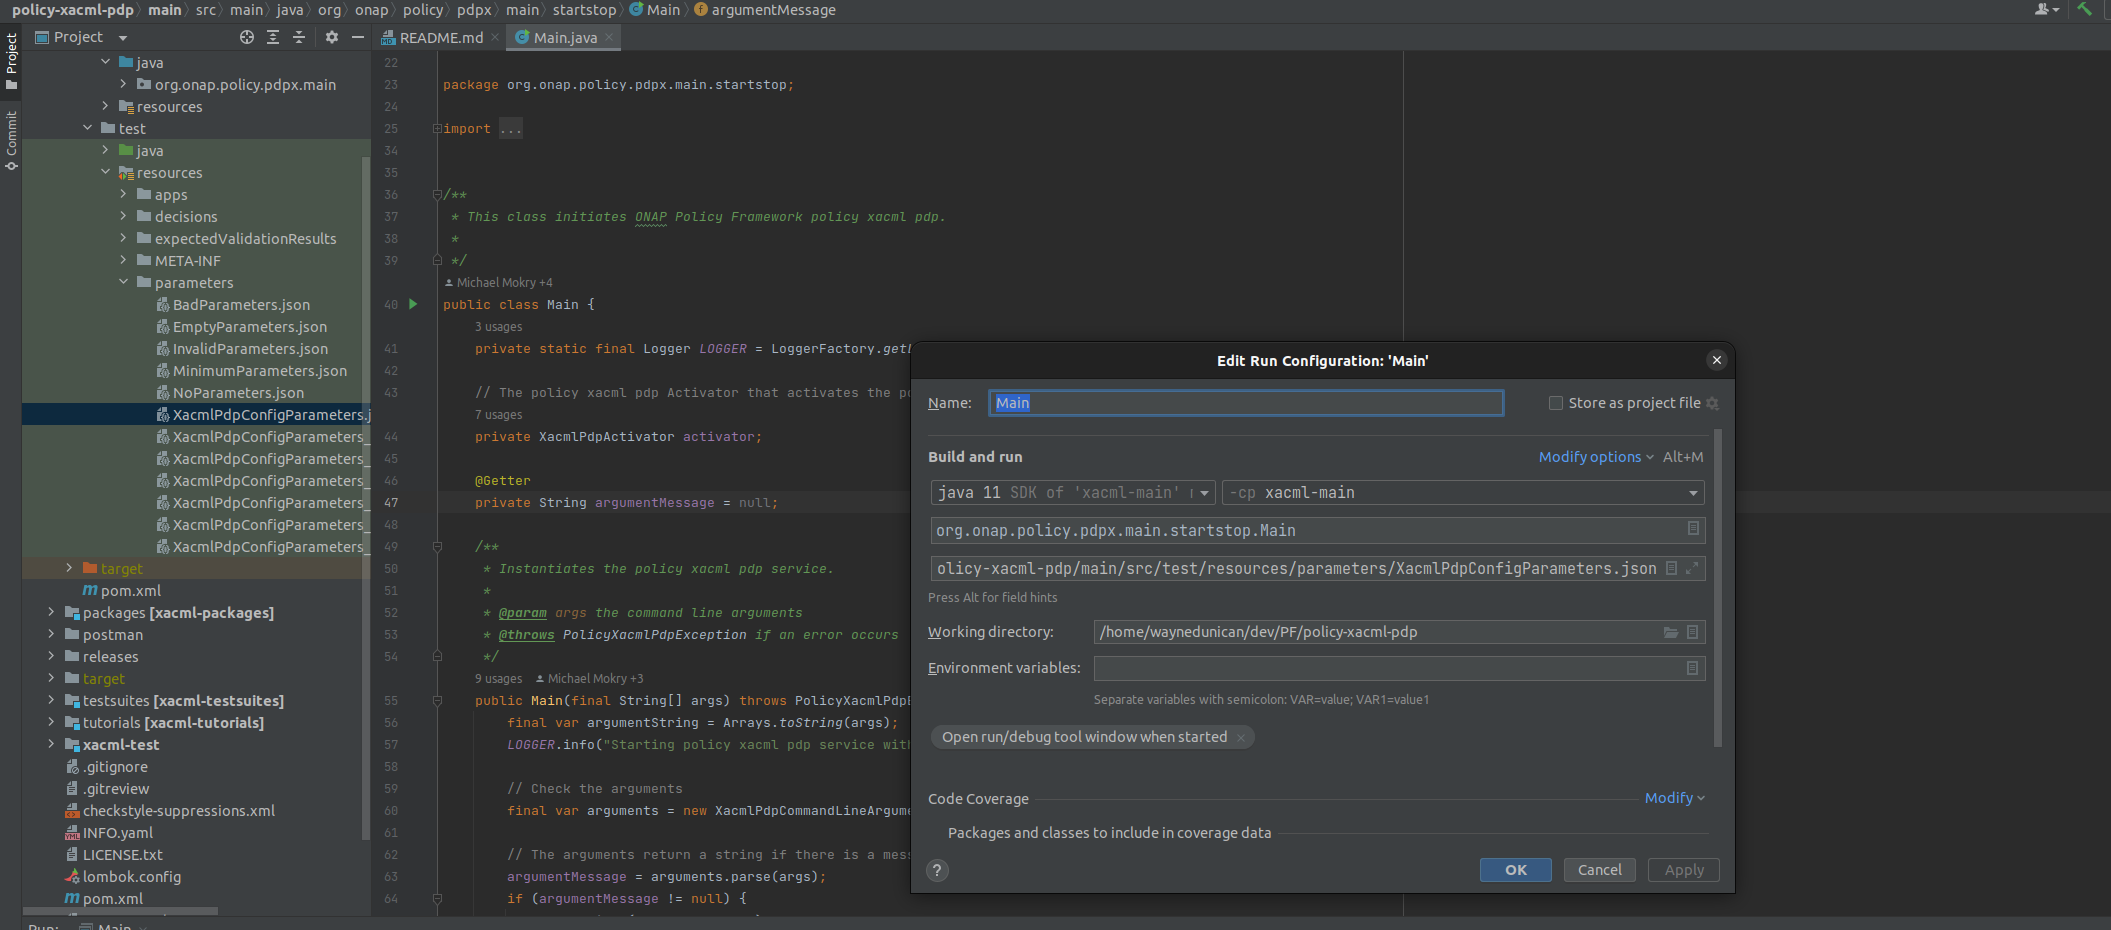 policy-xacml-pdp main src main java org onap policy pdpx main startstop Main argumentMessage
Project
Commit
Project
java
org.onap.policy.pdpx.main
resources
test
java
resources
apps
decisions
expectedValidationResults
META-INF
parameters
BadParameters.json
EmptyParameters.json
InvalidParameters.json
MinimumParameters.json
NoParameters.json
XacmlPdpConfigParameters.j
XacmlPdpConfigParameters_
XacmlPdpConfigParameters_
XacmlPdpConfigParameters_
XacmlPdpConfigParameters_
XacmlPdpConfigParameters_
XacmlPdpConfigParameters_
target
pom.xml
packages [xacml-packages]
postman
releases
target
testsuites [xacml-testsuites]
tutorials [xacml-tutorials]
xacml-test
.gitignore
.gitreview
checkstyle-suppressions.xml
INFO.yaml
LICENSE.txt
lombok.config
pom.xml
Run: Main
README.md Main.java
22
23 package org.onap.policy.pdpx.main.startstop;
24
25 import ...
34
35
36 /**
37 * This class initiates ONAP Policy Framework policy xacml pdp.
38 *
39 */
Michael Mokry +4
40 public class Main {
3 usages
41 private static final Logger LOGGER = LoggerFactory.getL
42
43 // The policy xacml pdp Activator that activates the po
7 usages
44 private XacmlPdpActivator activator;
45
46 @Getter
47 private String argumentMessage = null;
48
49 /**
50 * Instantiates the policy xacml pdp service.
51 *
52 * @param args the command line arguments
53 * @throws PolicyXacmlPdpException if an error occurs
54 */
9 usages Michael Mokry +3
55 public Main(final String[] args) throws PolicyXacmlPdpE
56 final var argumentString = Arrays.toString(args);
57 LOGGER.info("Starting policy xacml pdp service with
58
59 // Check the arguments
60 final var arguments = new XacmlPdpCommandLineArgume
61
62 // The arguments return a string if there is a mess
63 argumentMessage = arguments.parse(args);
64 if (argumentMessage != null) {
Edit Run Configuration: 'Main'
Name: Main Store as project file
Build and run Modify options Alt+M
java 11 SDK of 'xacml-main' -cp xacml-main
org.onap.policy.pdpx.main.startstop.Main
olicy-xacml-pdp/main/src/test/resources/parameters/XacmlPdpConfigParameters.json
Press Alt for field hints
Working directory: /home/waynedunican/dev/PF/policy-xacml-pdp
Environment variables:
Separate variables with semicolon: VAR=value; VAR1=value1
Open run/debug tool window when started
Code Coverage Modify
Packages and classes to include in coverage data
? OK Cancel Apply